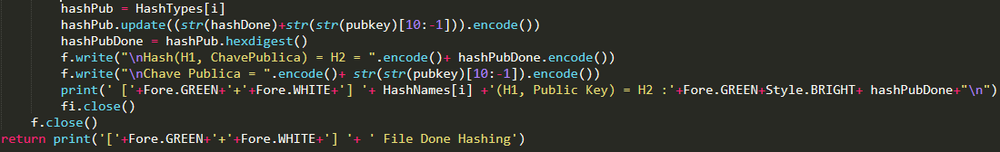 hashPub = HashTypes[i]
hashPub.update((str(hashDone)+str(str(pubkey)[10:-1])).encode())
hashPubDone = hashPub.hexdigest()
f.write("\nHash(H1, ChavePublica) = H2 = ".encode()+ hashPubDone.encode())
f.write("\nChave Publica = ".encode()+ str(str(pubkey)[10:-1]).encode())
print(' ['+Fore.GREEN+'+'+Fore.WHITE+'] '+ HashNames[i] +'(H1, Public Key) = H2 :'+Fore.GREEN+Style.BRIGHT+ hashPubDone+"\n")
fi.close()
f.close()
return print('['+Fore.GREEN+'+'+Fore.WHITE+'] '+ ' File Done Hashing')